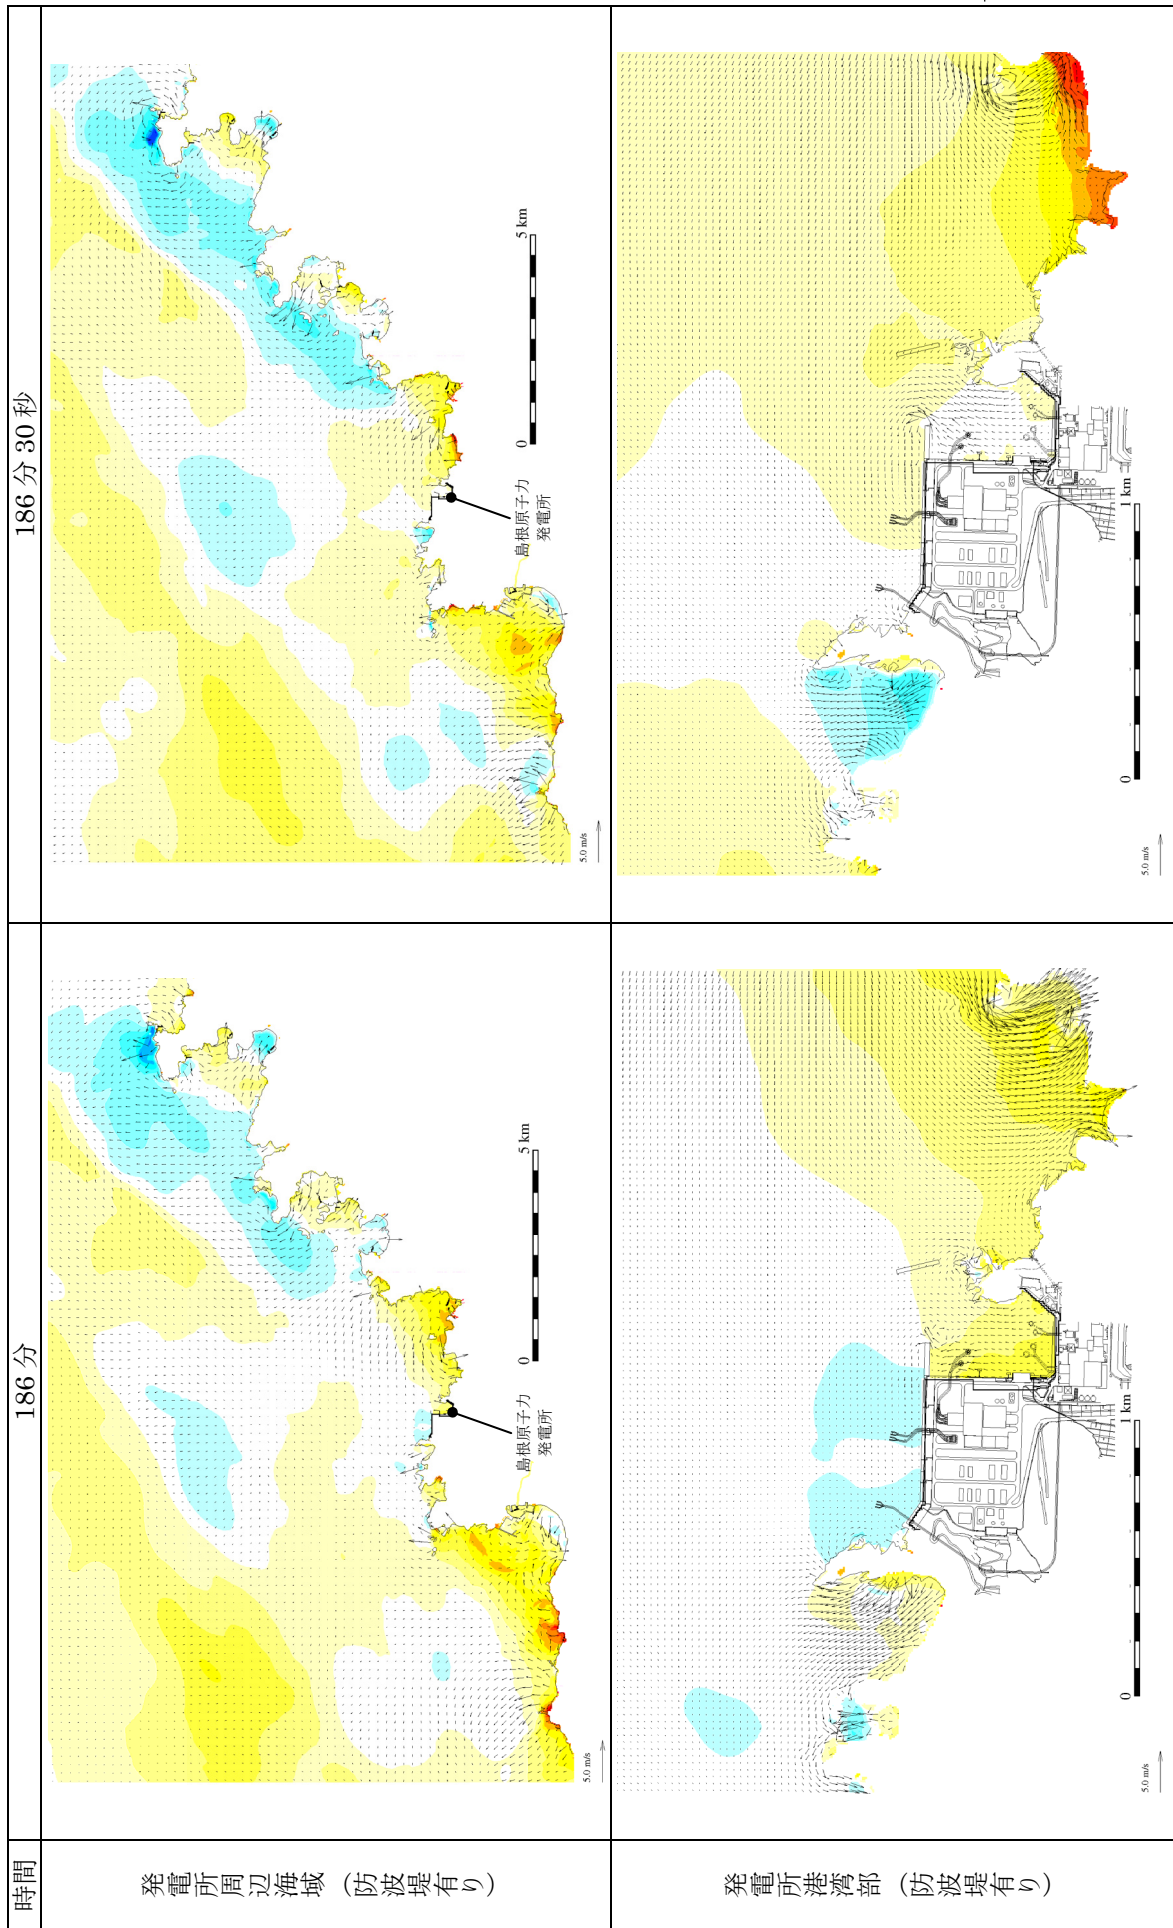 時間
186分
186分30秒
発電所周辺海域（防波堤有り）
島根原子力
発電所
0
5 km
5.0 m/s
島根原子力
発電所
0
5 km
5.0 m/s
発電所港湾部（防波堤有り）
0
1 km
5.0 m/s
0
1 km
5.0 m/s